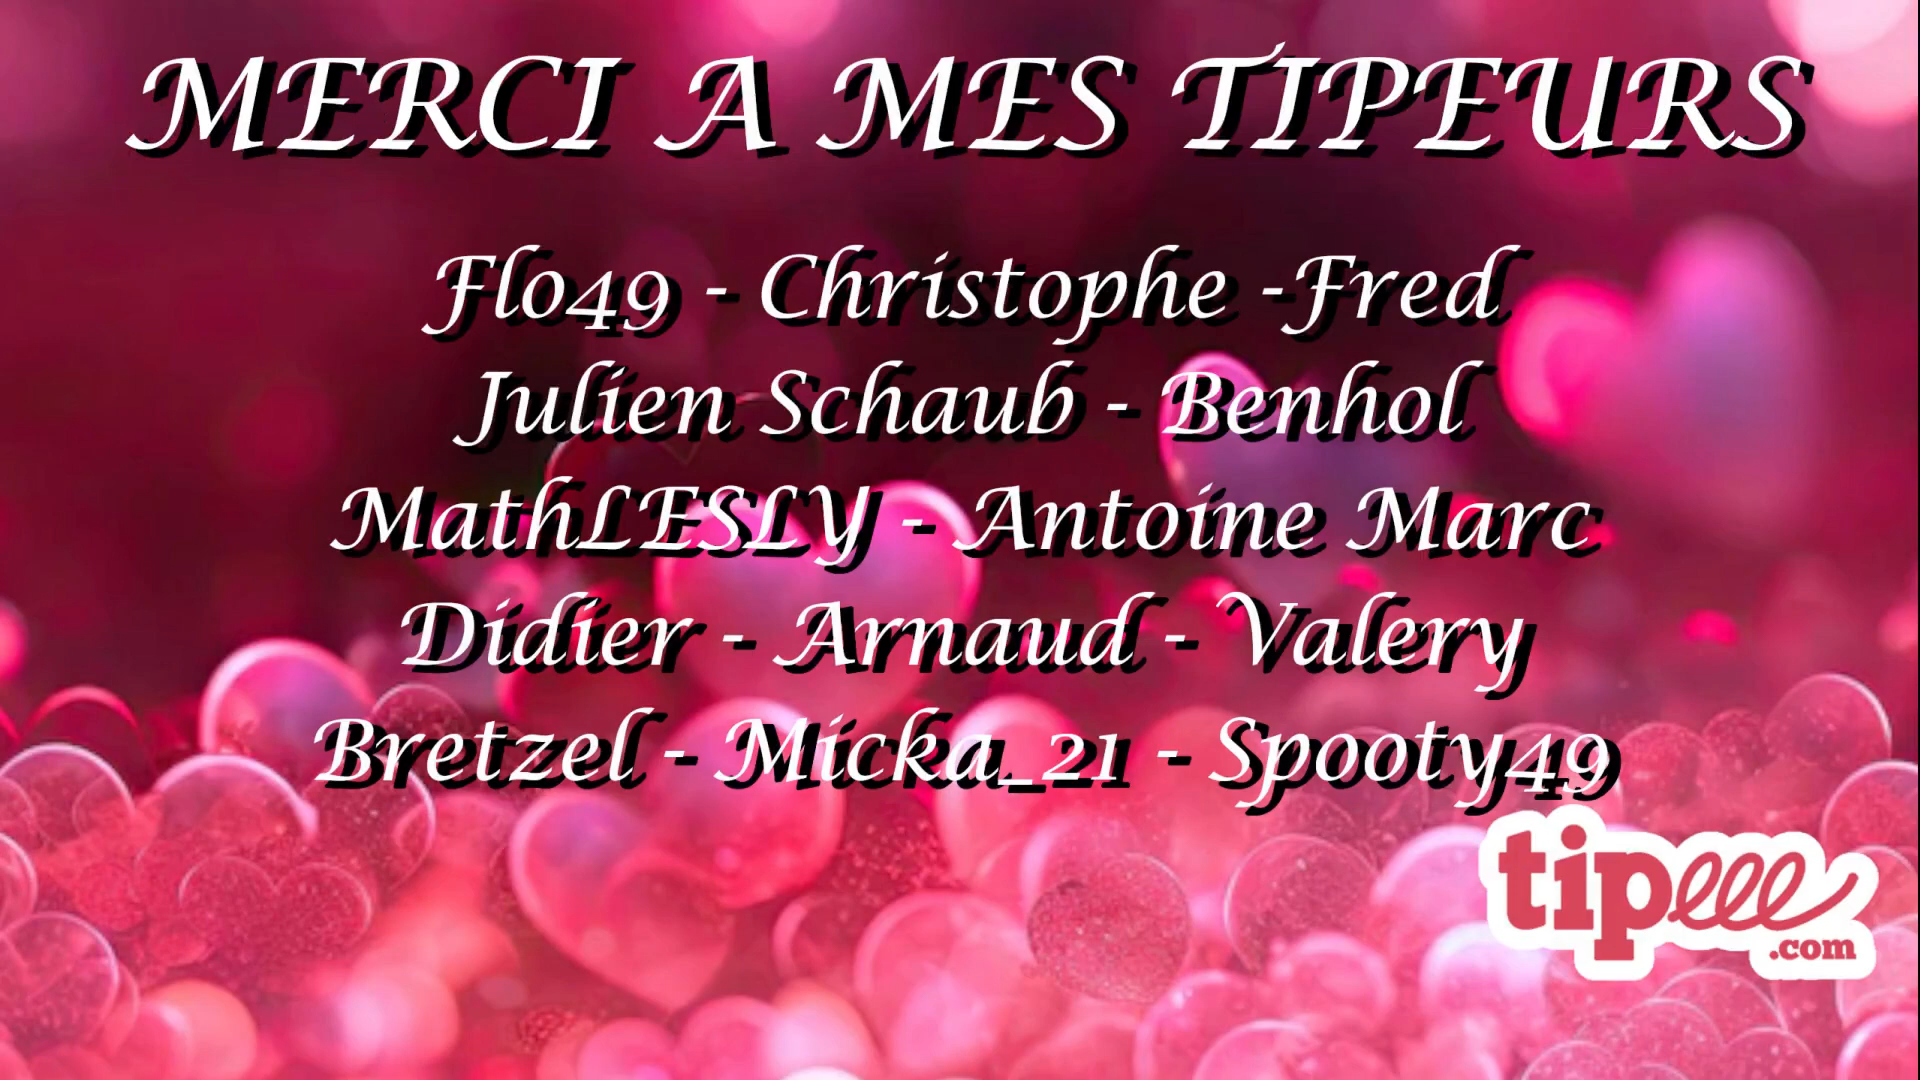 MERCI A MES TIPEURS
Flo49 - Christophe -Fred
Julien Schaub - Benhol
MathLESLY - Antoine Marc
Didier - Arnaud - Valery
Bretzel - Micka_21 - Spooty49
tipeee
.com